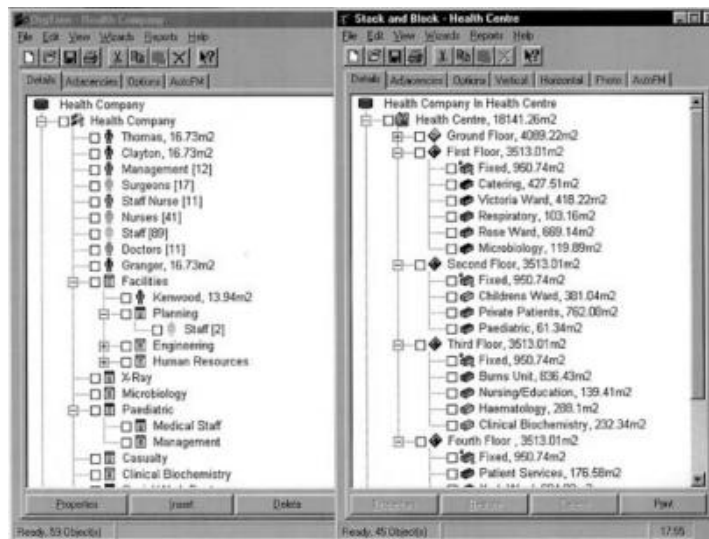 Health Company
File Edit View Wizards Reports Help
Details Adjacencies Options AutoFM
Health Company
Health Company
Thomas, 16.73m2
Clayton, 16.73m2
Management [12]
Surgeons [17]
Staff Nurse [11]
Nurses [41]
Staff [89]
Doctors [11]
Granger, 16.73m2
Facilities
Kenwood, 13.94m2
Planning
Staff [2]
Engineering
Human Resources
X-Ray
Microbiology
Paediatric
Medical Staff
Management
Casualty
Clinical Biochemistry
Properties Insert Delete
Ready, 59 Object(s)
Stack and Block - Health Centre
File Edit View Wizards Reports Help
Details Adjacencies Options Vertical Horizontal Photo AutoFM
Health Company In Health Centre
Health Centre, 18141.26m2
Ground Floor, 4089.22m2
First Floor, 3513.01m2
Fixed, 950.74m2
Catering, 427.51m2
Victoria Ward, 418.22m2
Respiratory, 103.16m2
Rose Ward, 669.14m2
Microbiology, 119.89m2
Second Floor, 3513.01m2
Fixed, 950.74m2
Childrens Ward, 381.04m2
Private Patients, 762.08m2
Paediatric, 61.34m2
Third Floor, 3513.01m2
Fixed, 950.74m2
Burns Unit, 836.43m2
Nursing/Education, 139.41m2
Haematology, 288.1m2
Clinical Biochemistry, 232.34m2
Fourth Floor , 3513.01m2
Fixed, 950.74m2
Patient Services, 176.58m2
Properties Delete Print
Ready, 45 Object(s) 17:55